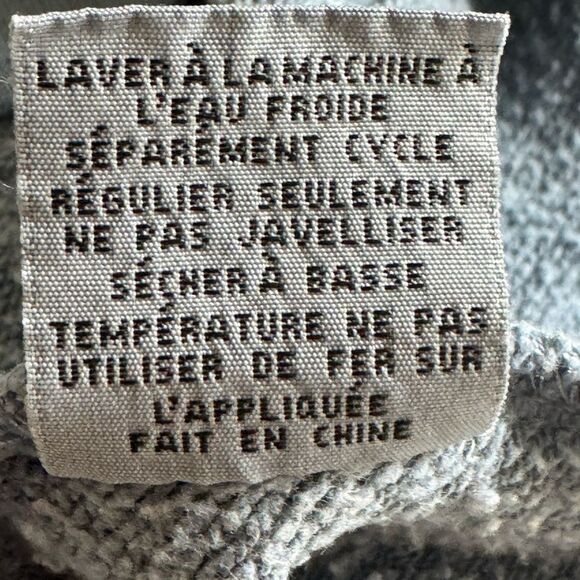 LAVER À LA MACHINE À
L'EAU FROIDE
SÉPARÉMENT CYCLE
RÉGULIER SEULEMENT
NE PAS JAVELLISER
SÉCHER À BASSE
TEMPÉRATURE NE PAS
UTILISER DE FER SUR
L'APPLIQUÉE
FAIT EN CHINE